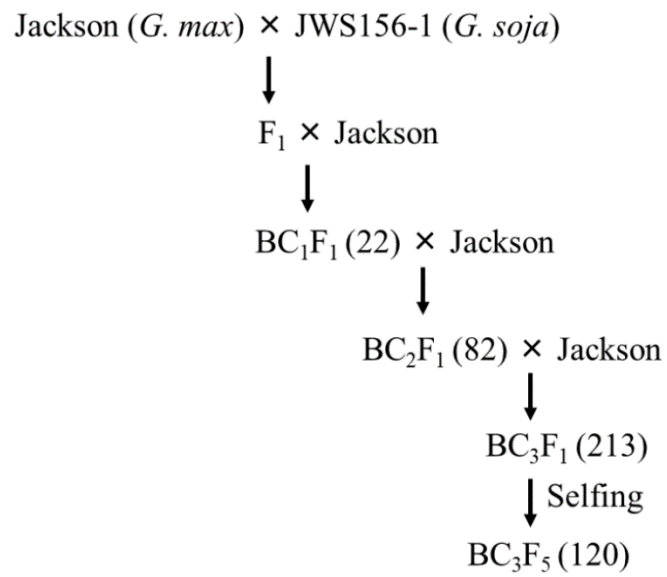 Jackson (G. max) × JWS156-1 (G. soja)
F₁ × Jackson
BC₁F₁ (22) × Jackson
BC₂F₁ (82) × Jackson
BC₃F₁ (213)
Selfing
BC₃F₅ (120)